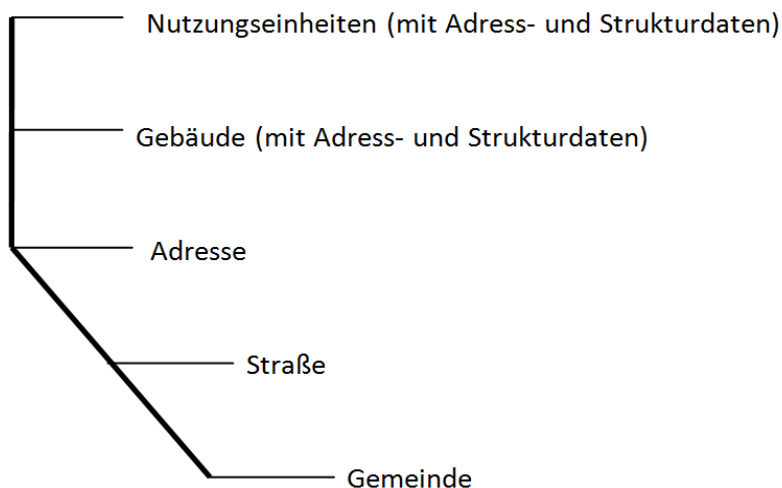 Nutzungseinheiten (mit Adress- und Strukturdaten)
Gebäude (mit Adress- und Strukturdaten)
Adresse
Straße
Gemeinde